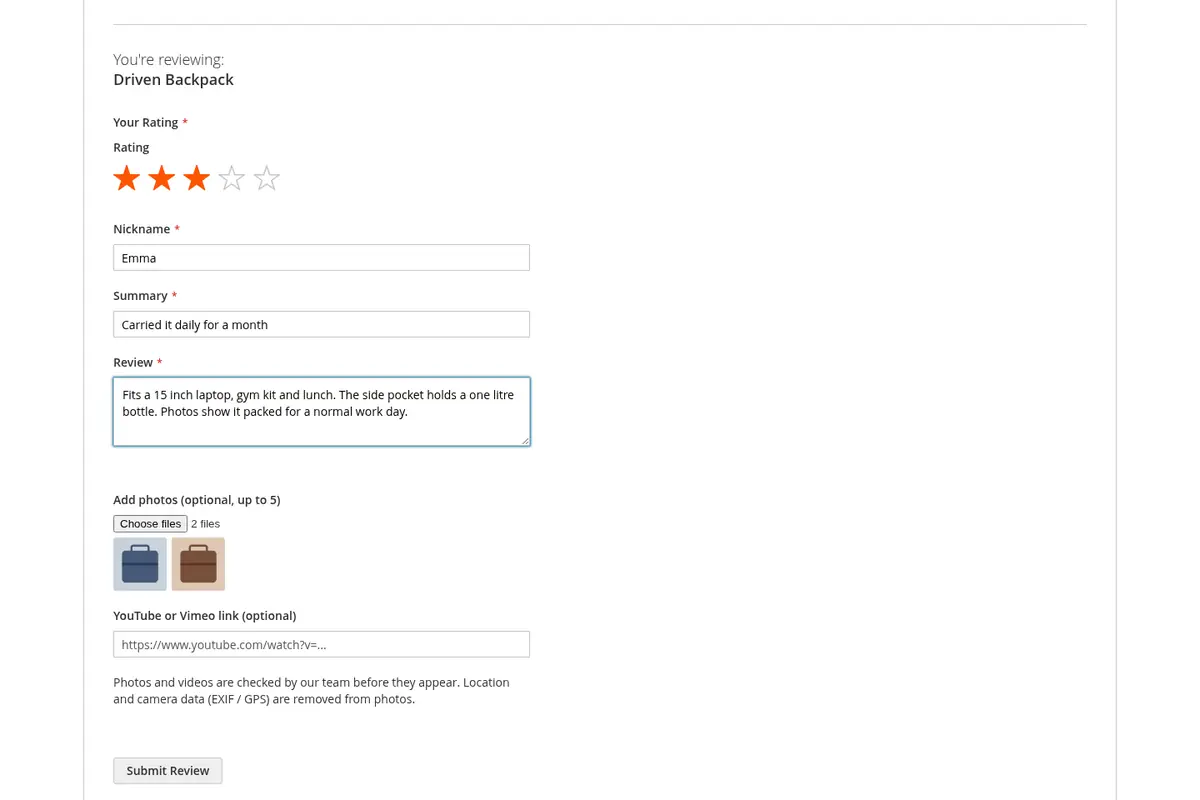 You're reviewing:
Driven Backpack
Your Rating *
Rating
Nickname *
Emma
Summary *
Carried it daily for a month
Review *
Fits a 15 inch laptop, gym kit and lunch. The side pocket holds a one litre
bottle. Photos show it packed for a normal work day.
Add photos (optional, up to 5)
Choose files 2 files
YouTube or Vimeo link (optional)
https://www.youtube.com/watch?v=...
Photos and videos are checked by our team before they appear. Location
and camera data (EXIF / GPS) are removed from photos.
Submit Review